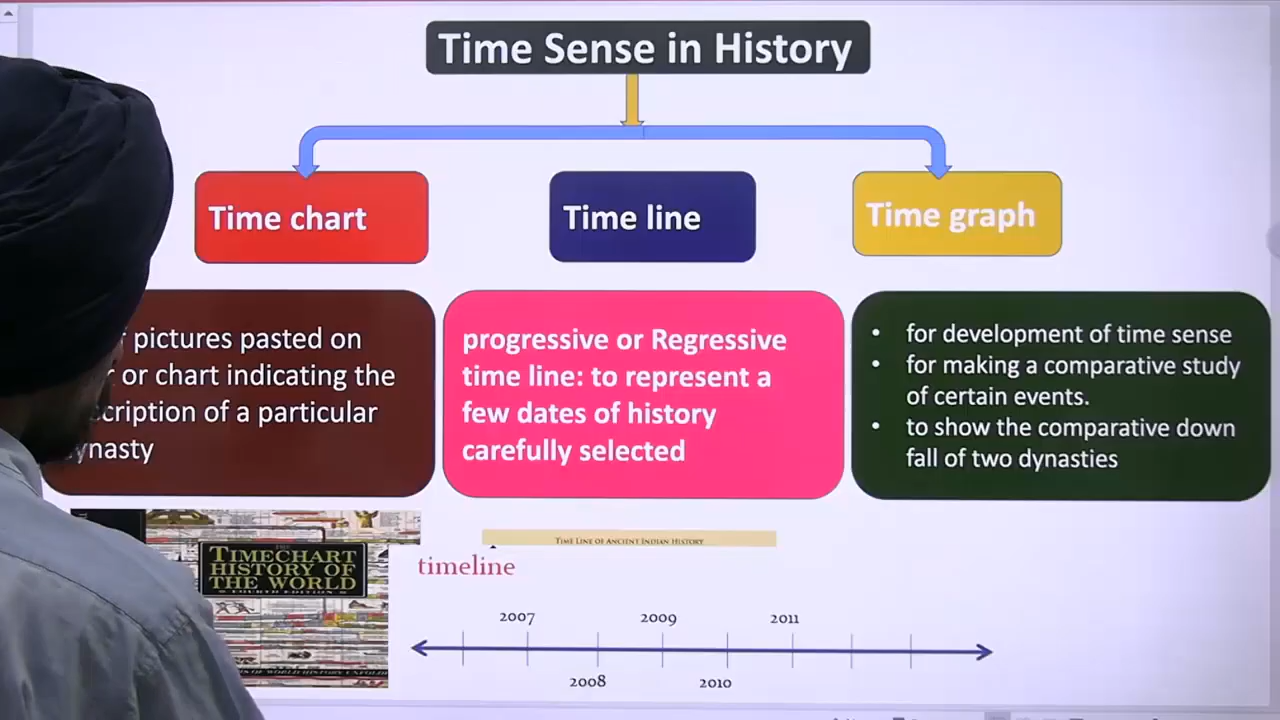 Time Sense in History
Time chart
Time line
Time graph
pictures pasted on
or chart indicating the
of a particular
progressive or Regressive
time line: to represent a
few dates of history
carefully selected
• for development of time sense
• for making a comparative study
of certain events.
• to show the comparative down
fall of two dynasties
TIMECHART
HISTORY OF
THE WORLD
FOURTH EDITION
TIME LINE OF ANCIENT INDIAN HISTORY
timeline
2007 2009 2011
2008 2010